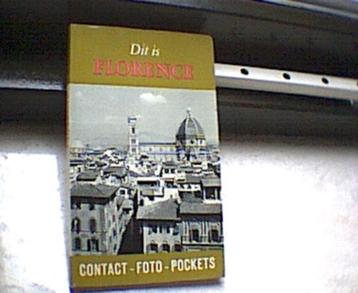 Dit is
FLORENCE
CONTACT - FOTO - POCKETS